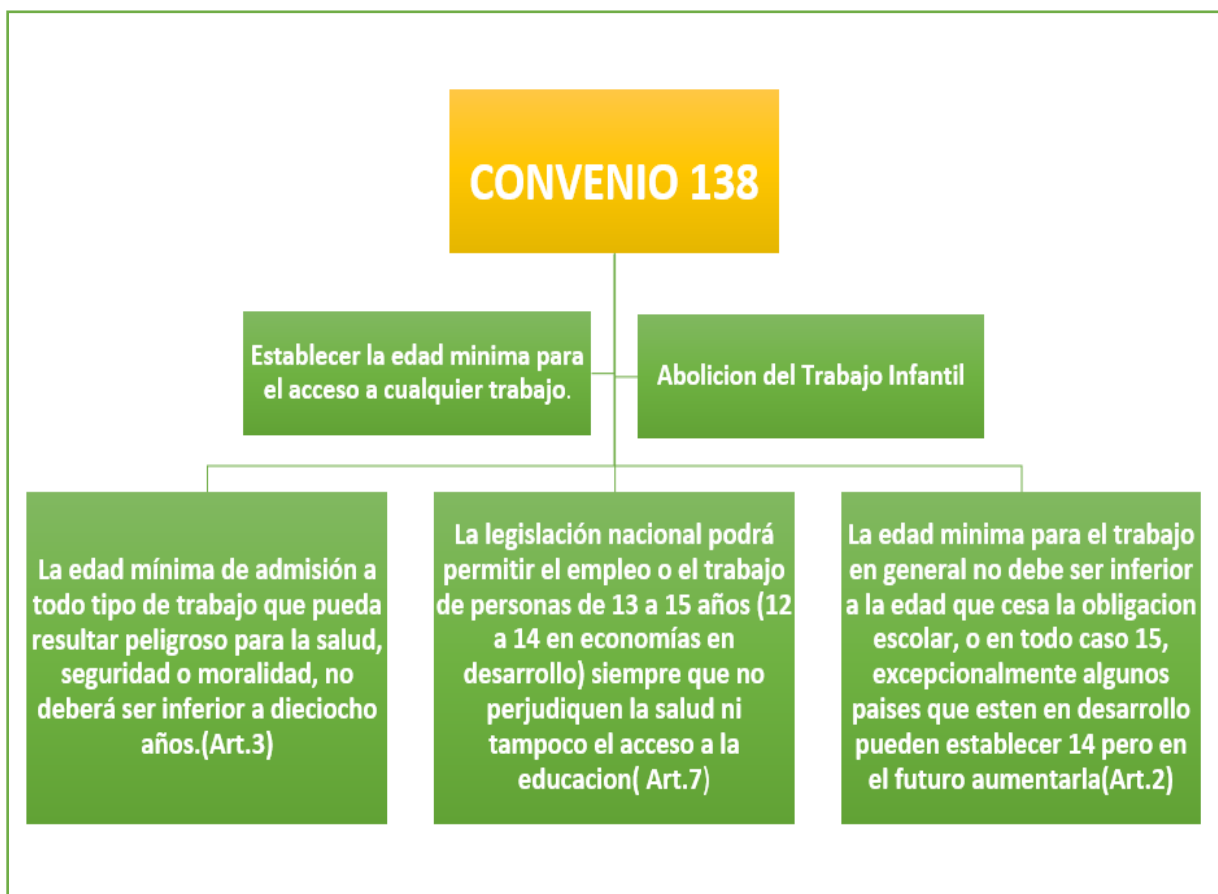 CONVENIO 138
Establecer la edad minima para
el acceso a cualquier trabajo.
Abolicion del Trabajo Infantil
La edad mínima de admisión a
todo tipo de trabajo que pueda
resultar peligroso para la salud,
seguridad o moralidad, no
deberá ser inferior a dieciocho
años.(Art.3)
La legislación nacional podrá
permitir el empleo o el trabajo
de personas de 13 a 15 años (12
a 14 en economías en
desarrollo) siempre que no
perjudiquen la salud ni
tampoco el acceso a la
educacion( Art.7)
La edad minima para el trabajo
en general no debe ser inferior
a la edad que cesa la obligacion
escolar, o en todo caso 15,
excepcionalmente algunos
paises que esten en desarrollo
pueden establecer 14 pero en
el futuro aumentarla(Art.2)